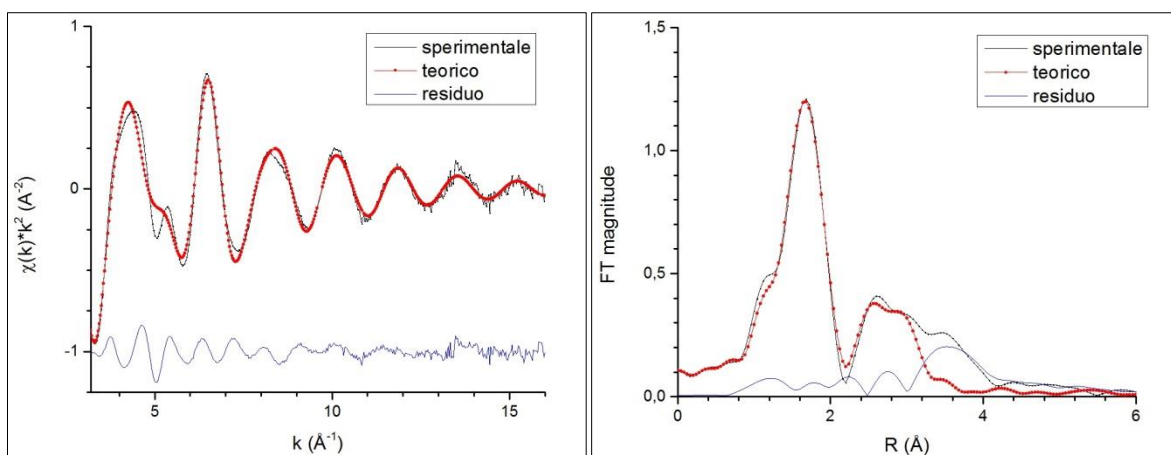 1
0
-1
5
10
15
χ(k)*k² (A⁻²)
k (Å⁻¹)
sperimentale
teorico
residuo
1,5
1,0
0,5
0,0
0
2
4
6
FT magnitude
R (Å)
sperimentale
teorico
residuo